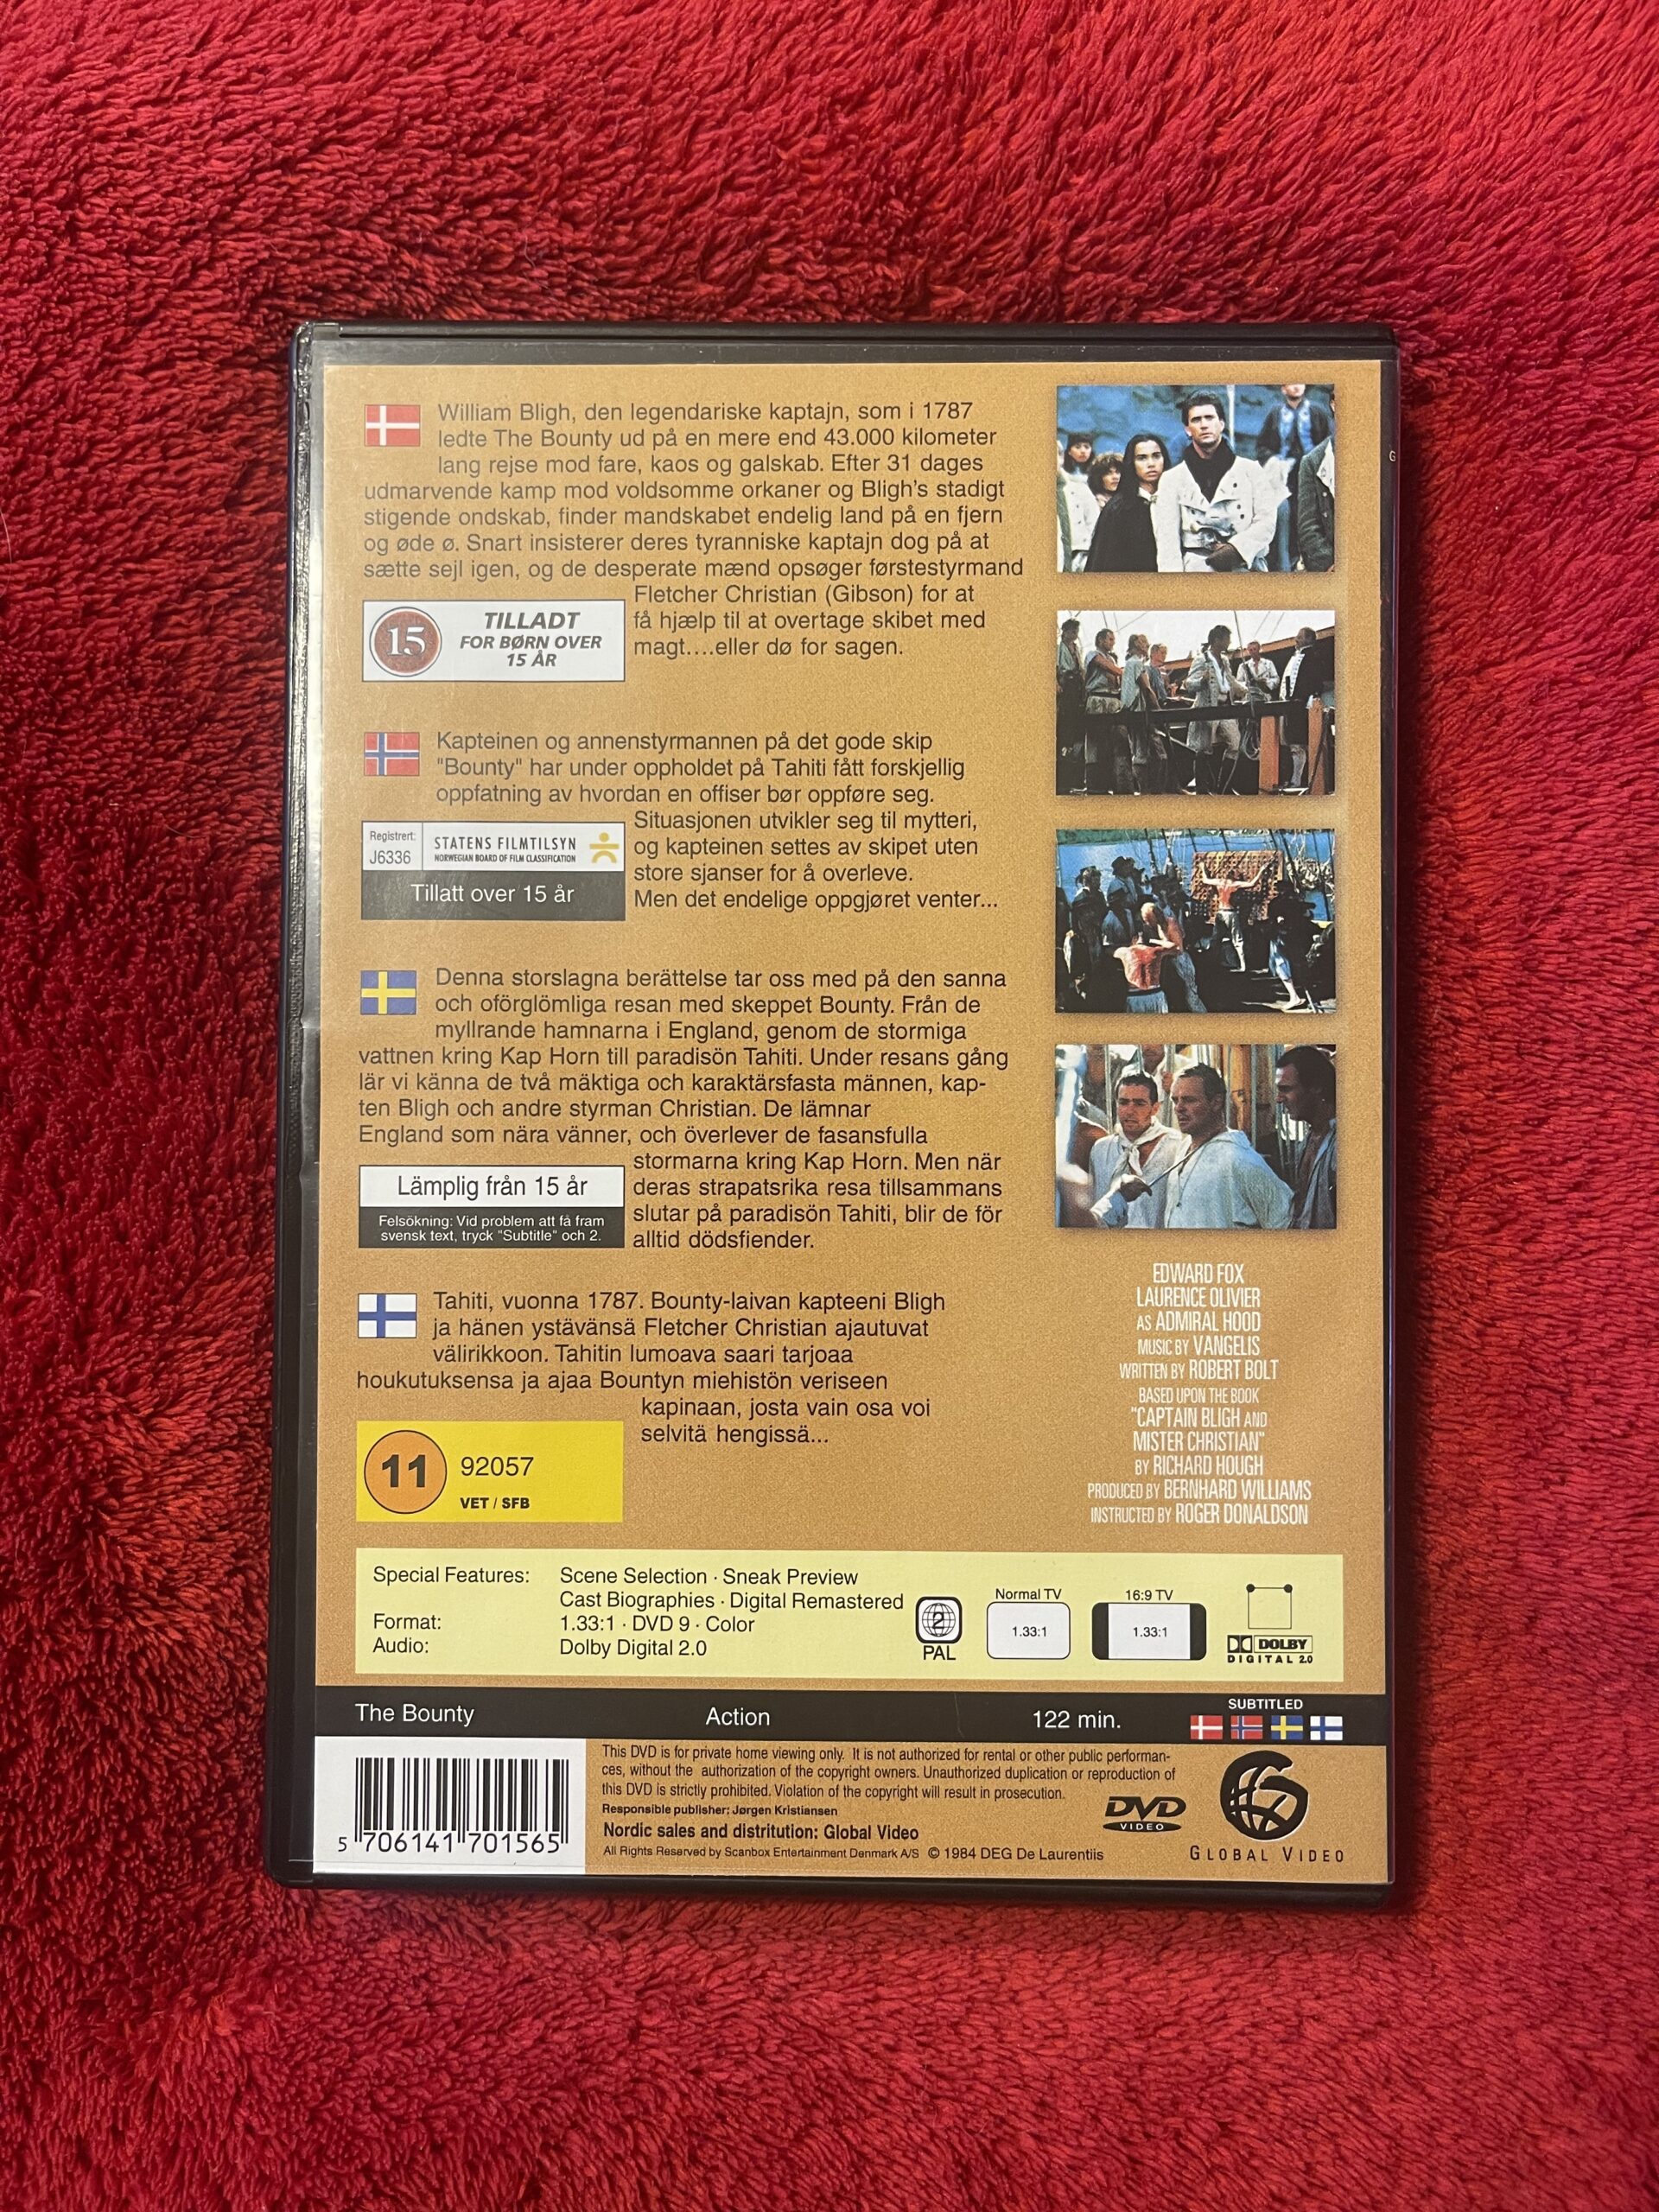 William Bligh, den legendariske kaptajn, som i 1787
ledte The Bounty ud på en mere end 43.000 kilometer
lang rejse mod fare, kaos og galskab. Efter 31 dages
udmarvende kamp mod voldsomme orkaner og Bligh's stadigt
stigende ondskab, finder mandskabet endelig land på en fjern
og øde ø. Snart insisterer deres tyranniske kaptajn dog på at
sætte sejl igen, og de desperate mænd opsøger førstestyrmand
Fletcher Christian (Gibson) for at
få hjælp til at overtage skibet med
magt....eller dø for sagen.
15
TILLADT
FOR BØRN OVER
15 ÅR
Kapteinen og annenstyrmannen på det gode skip
"Bounty" har under oppholdet på Tahiti fått forskjellig
oppfatning av hvordan en offiser bør oppføre seg.
Situasjonen utvikler seg til mytteri,
og kapteinen settes av skipet uten
store sjanser for å overleve.
Men det endelige oppgjøret venter...
Registrert:
J6336
STATENS FILMTILSYN
NORWEGIAN BOARD OF FILM CLASSIFICATION
Tillatt over 15 år
Denna storslagna berättelse tar oss med på den sanna
och oförglömliga resan med skeppet Bounty. Från de
myllrande hamnarna i England, genom de stormiga
vattnen kring Kap Horn till paradisön Tahiti. Under resans gång
lär vi känna de två mäktiga och karaktärsfasta männen, kap-
ten Bligh och andre styrman Christian. De lämnar
England som nära vänner, och överlever de fasansfulla
stormarna kring Kap Horn. Men när
deras strapatsrika resa tillsammans
slutar på paradisön Tahiti, blir de för
alltid dödsfiender.
Lämplig från 15 år
Felsökning: Vid problem att få fram
svensk text, tryck "Subtitle" och 2.
Tahiti, vuonna 1787. Bounty-laivan kapteeni Bligh
ja hänen ystävänsä Fletcher Christian ajautuvat
välirikkoon. Tahitin lumoava saari tarjoaa
houkutuksensa ja ajaa Bountyn miehistön veriseen
kapinaan, josta vain osa voi
selvitä hengissä...
11
92057
VET / SFB
EDWARD FOX
LAURENCE OLIVIER
AS ADMIRAL HOOD
MUSIC BY VANGELIS
WRITTEN BY ROBERT BOLT
BASED UPON THE BOOK
"CAPTAIN BLIGH AND
MISTER CHRISTIAN"
BY RICHARD HOUGH
PRODUCED BY BERNHARD WILLIAMS
INSTRUCTED BY ROGER DONALDSON
Special Features: Scene Selection · Sneak Preview
Cast Biographies · Digital Remastered
Format: 1.33:1 · DVD 9 · Color
Audio: Dolby Digital 2.0
2
PAL
Normal TV
1.33:1
16:9 TV
1.33:1
DOLBY
DIGITAL 2.0
The Bounty Action 122 min.
SUBTITLED
5 706141 701565
This DVD is for private home viewing only. It is not authorized for rental or other public performan-
ces, without the authorization of the copyright owners. Unauthorized duplication or reproduction of
this DVD is strictly prohibited. Violation of the copyright will result in prosecution.
Responsible publisher: Jørgen Kristiansen
Nordic sales and distritution: Global Video
All Rights Reserved by Scanbox Entertainment Denmark A/S © 1984 DEG De Laurentiis
DVD
VIDEO
GLOBAL VIDEO
G